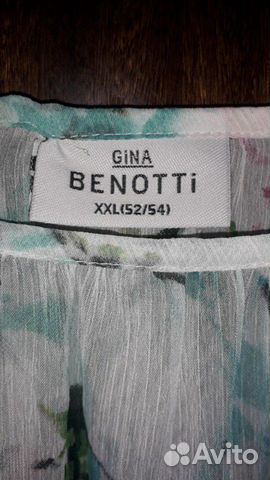 GiNA
BENOTTi
XXL(52/54)
Avito